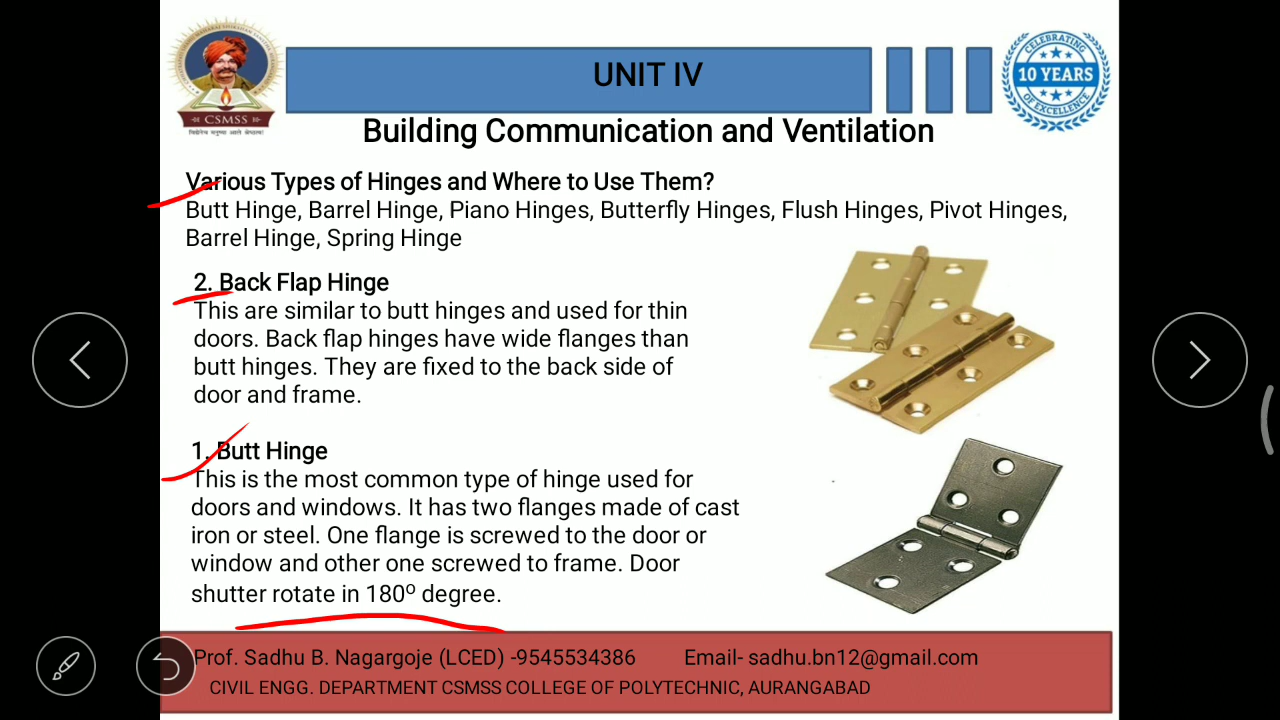 UNIT IV
CSMSS
CELEBRATING
10 YEARS
OF EXCELLENCE
Building Communication and Ventilation
Various Types of Hinges and Where to Use Them?
Butt Hinge, Barrel Hinge, Piano Hinges, Butterfly Hinges, Flush Hinges, Pivot Hinges,
Barrel Hinge, Spring Hinge
2. Back Flap Hinge
This are similar to butt hinges and used for thin
doors. Back flap hinges have wide flanges than
butt hinges. They are fixed to the back side of
door and frame.
1. Butt Hinge
This is the most common type of hinge used for
doors and windows. It has two flanges made of cast
iron or steel. One flange is screwed to the door or
window and other one screwed to frame. Door
shutter rotate in 180⁰ degree.
Prof. Sadhu B. Nagargoje (LCED) -9545534386 Email- sadhu.bn12@gmail.com
CIVIL ENGG. DEPARTMENT CSMSS COLLEGE OF POLYTECHNIC, AURANGABAD